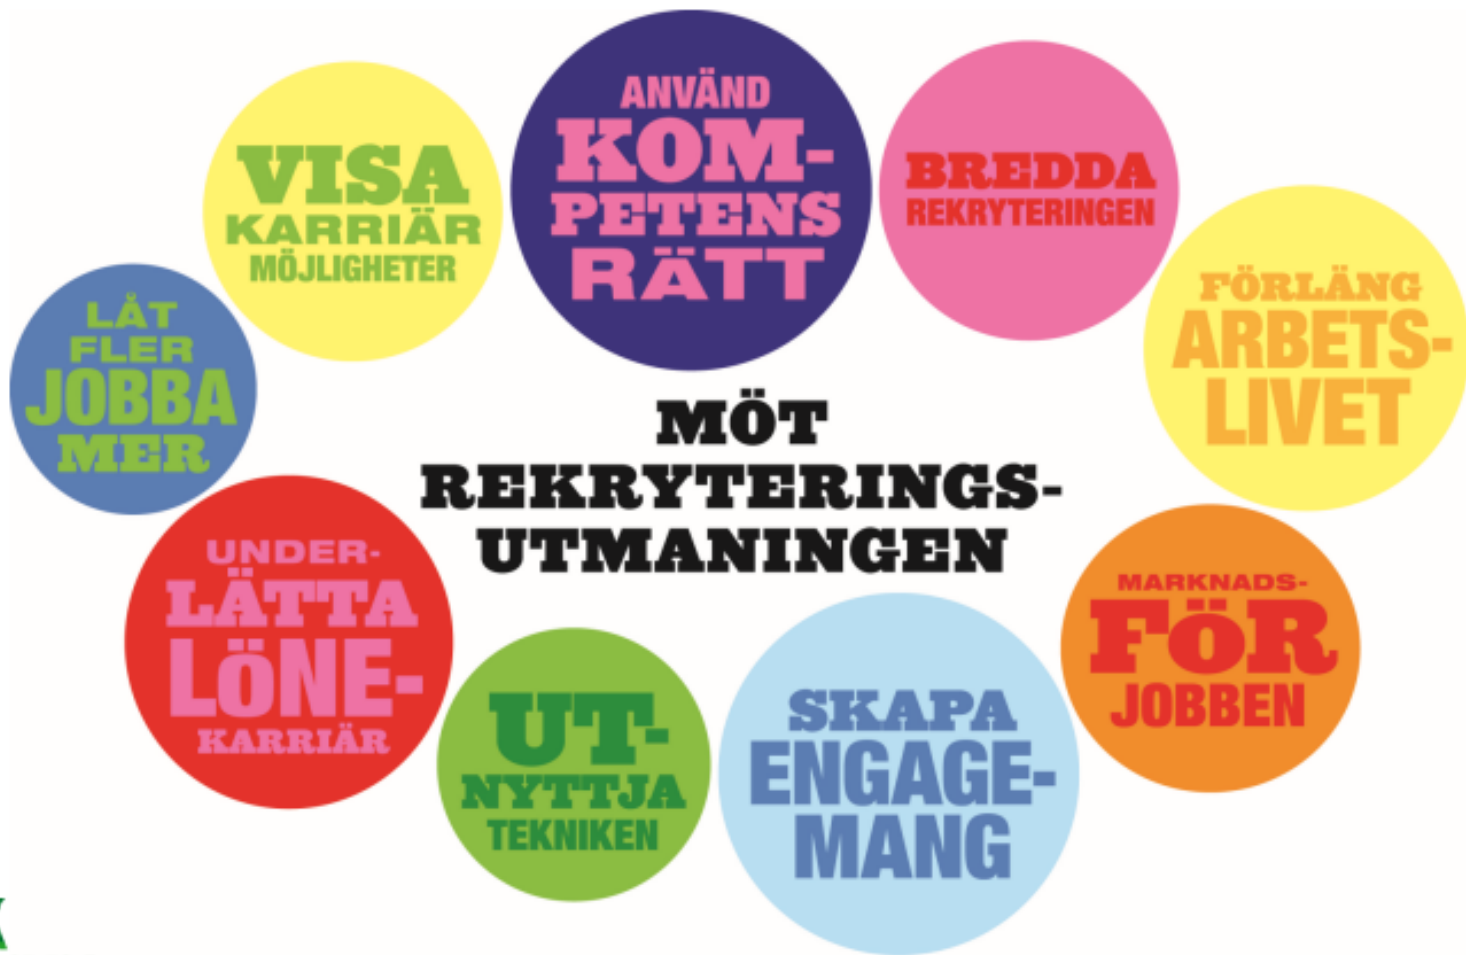 ANVÄND
KOM-
PETENS
RÄTT
BREDDA
REKRYTERINGEN
FÖRLÄNG
ARBETS-
LIVET
MARKNADS-
FÖR
JOBBEN
SKAPA
ENGAGE-
MANG
UT-
NYTTJA
TEKNIKEN
UNDER-
LÄTTA
LÖNE-
KARRIÄR
LÅT
FLER
JOBBA
MER
VISA
KARRIÄR
MÖJLIGHETER
MÖT
REKRYTERINGS-
UTMANINGEN